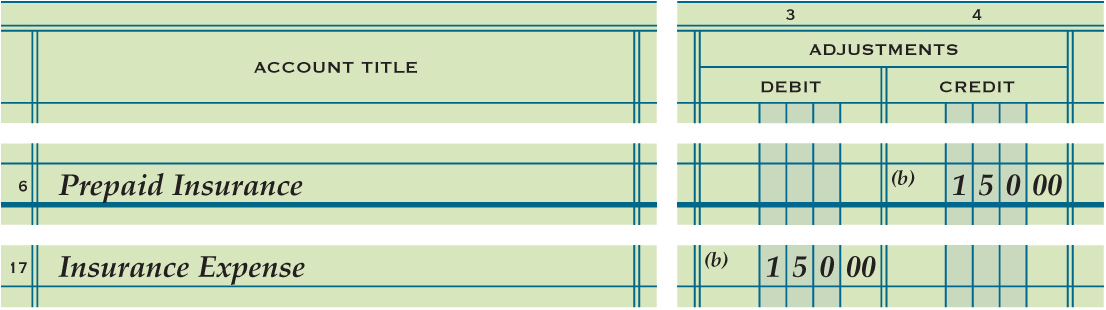 3 4
ACCOUNT TITLE
ADJUSTMENTS
DEBIT CREDIT
6 Prepaid Insurance (b) 1 5 0 00
17 Insurance Expense (b) 1 5 0 00